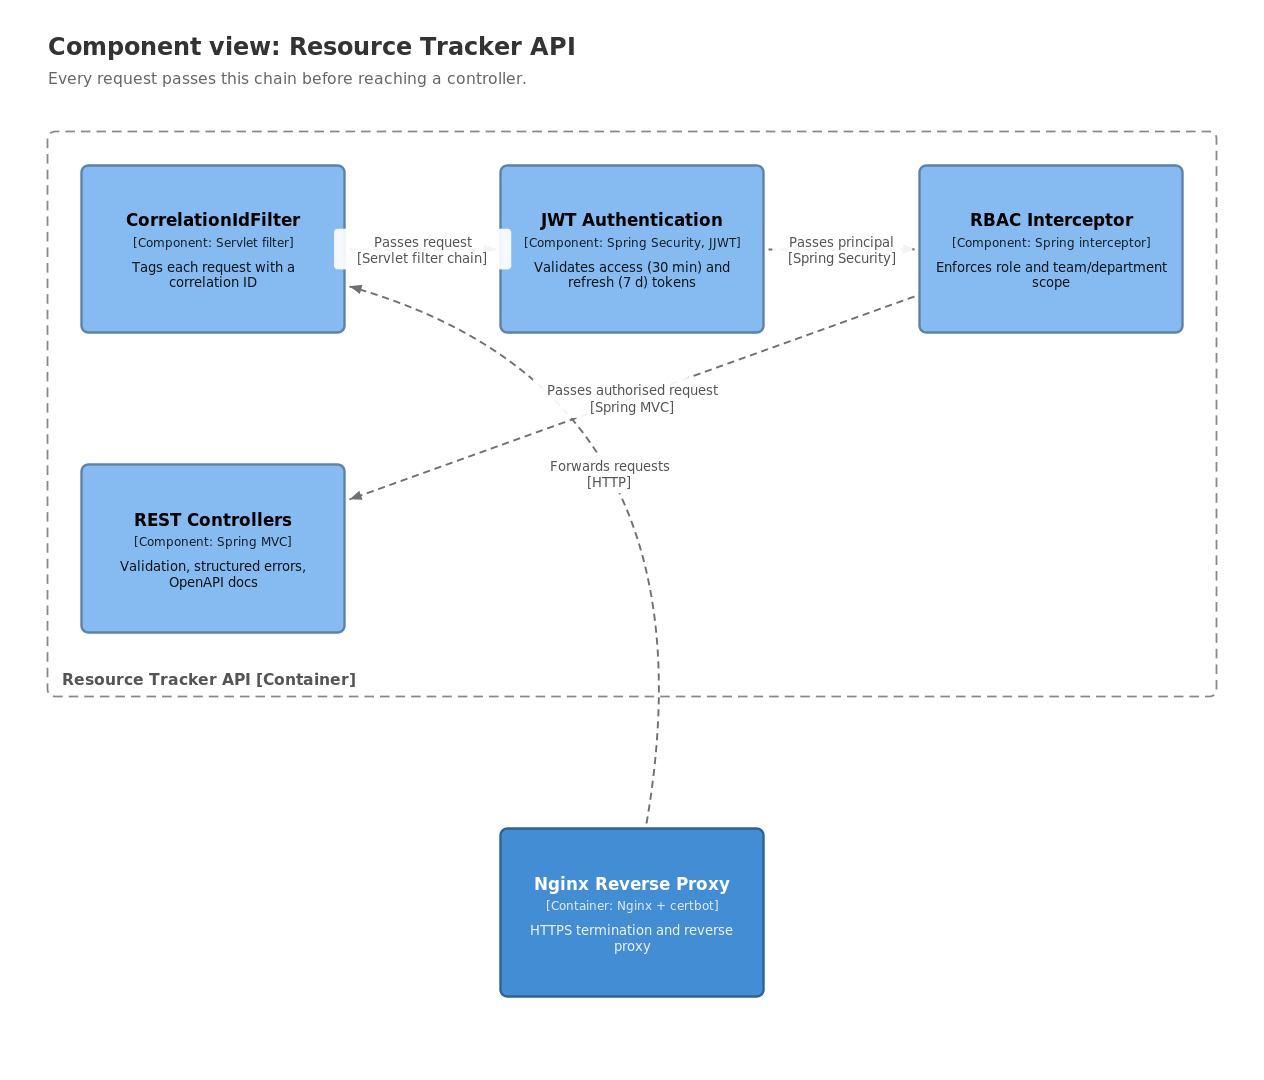 Component view: Resource Tracker API
Every request passes this chain before reaching a controller.
CorrelationIdFilter
[Component: Servlet filter]
Tags each request with a
correlation ID
Passes request
[Servlet filter chain]
JWT Authentication
[Component: Spring Security, JJWT]
Validates access (30 min) and
refresh (7 d) tokens
Passes principal
[Spring Security]
RBAC Interceptor
[Component: Spring interceptor]
Enforces role and team/department
scope
Passes authorised request
[Spring MVC]
Forwards requests
[HTTP]
REST Controllers
[Component: Spring MVC]
Validation, structured errors,
OpenAPI docs
Resource Tracker API [Container]
Nginx Reverse Proxy
[Container: Nginx + certbot]
HTTPS termination and reverse
proxy